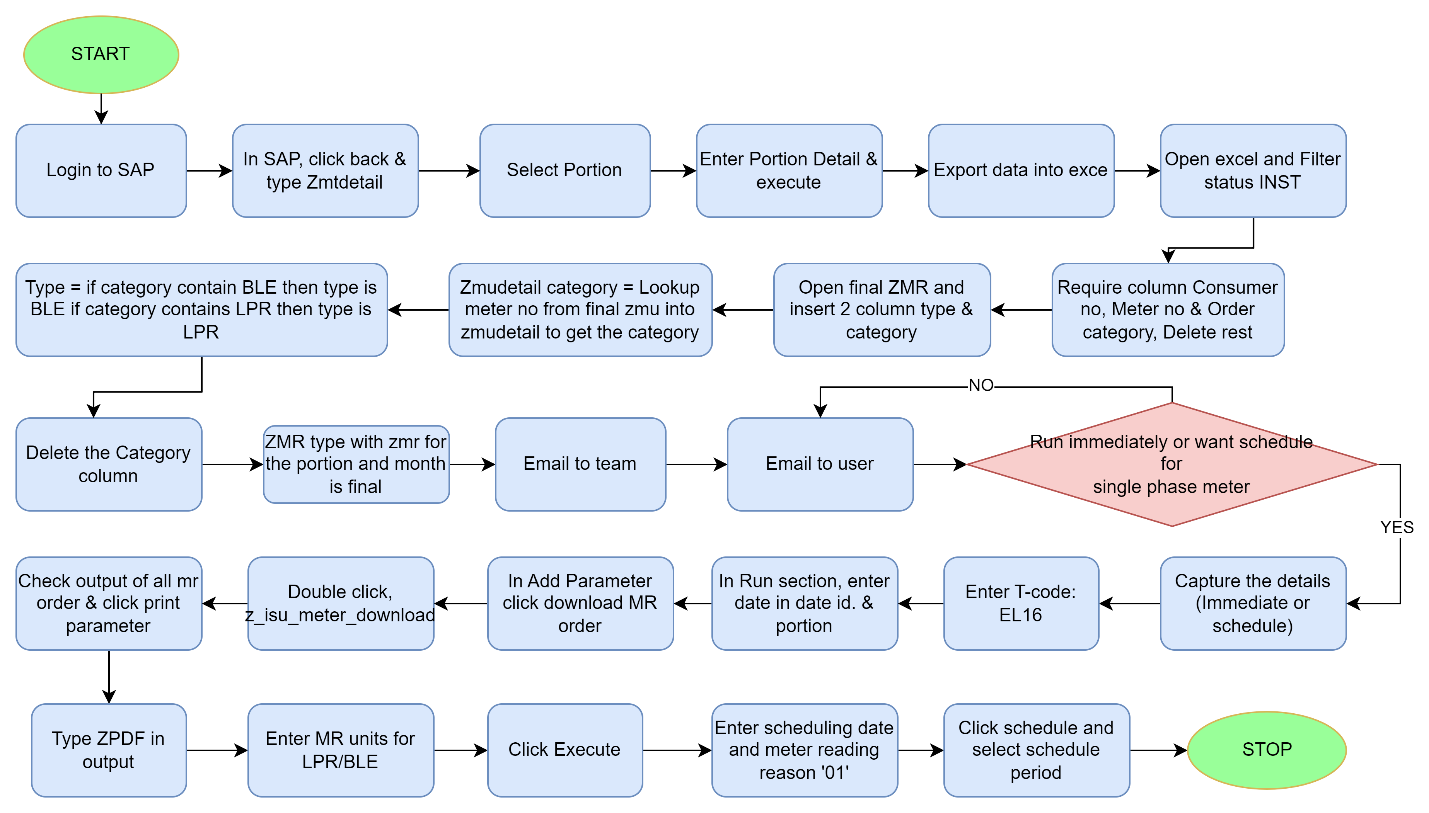 START
Login to SAP
In SAP, click back &
type Zmtdetail
Select Portion
Enter Portion Detail &
execute
Export data into exce
Open excel and Filter
status INST
Require column Consumer
no, Meter no & Order
category, Delete rest
Open final ZMR and
insert 2 column type &
category
Zmudetail category = Lookup
meter no from final zmu into
zmudetail to get the category
Type = if category contain BLE then type is
BLE if category contains LPR then type is
LPR
Delete the Category
column
ZMR type with zmr for
the portion and month
is final
Email to team
Email to user
Run immediately or want schedule
for
single phase meter
NO
YES
Capture the details
(Immediate or
schedule)
Enter T-code:
EL16
In Run section, enter
date in date id. &
portion
In Add Parameter
click download MR
order
Double click,
z_isu_meter_download
Check output of all mr
order & click print
parameter
Type ZPDF in
output
Enter MR units for
LPR/BLE
Click Execute
Enter scheduling date
and meter reading
reason '01'
Click schedule and
select schedule
period
STOP